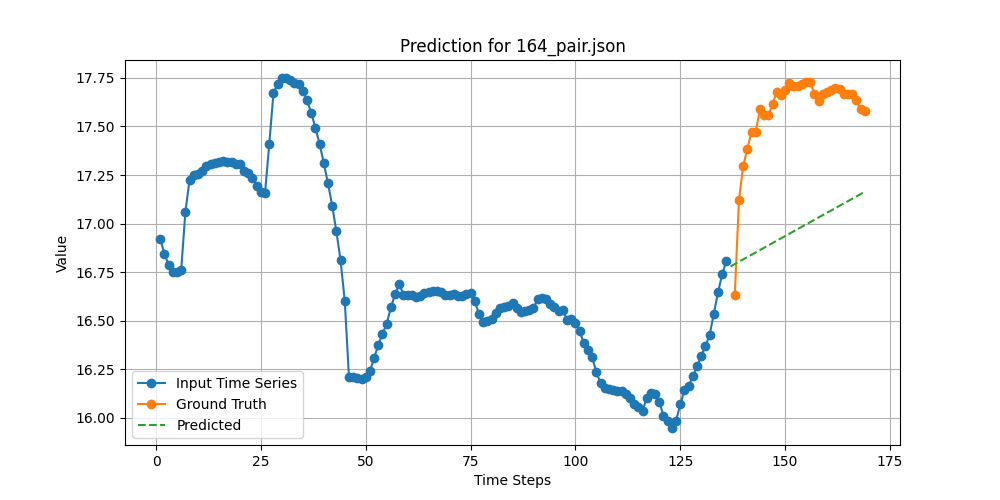 Prediction for 164_pair.json
17.75
17.50
17.25
17.00
16.75
16.50
16.25
16.00
Value
Input Time Series
Ground Truth
Predicted
0 25 50 75 100 125 150 175
Time Steps